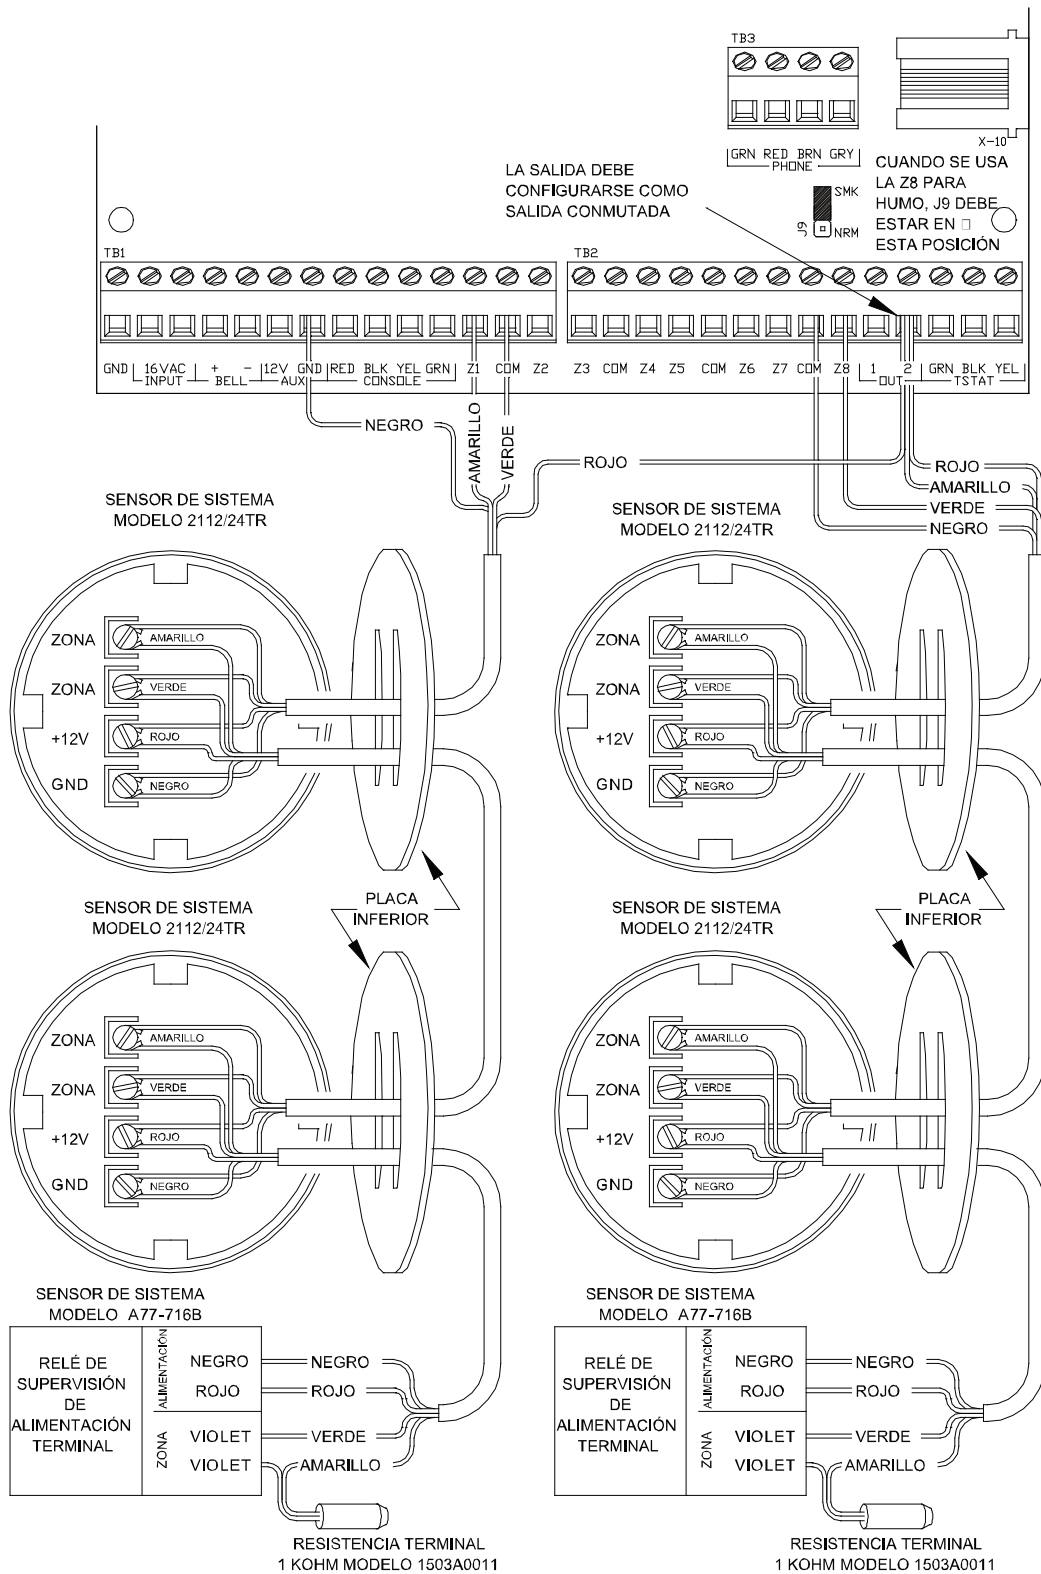 TB3
GRN RED BRN GRY
PHONE
X-10
LA SALIDA DEBE
CONFIGURARSE COMO
SALIDA CONMUTADA
SMK
J9
NRM
CUANDO SE USA
LA Z8 PARA
HUMO, J9 DEBE
ESTAR EN □
ESTA POSICIÓN
TB1
TB2
GND 16VAC + - 12V GND RED BLK YEL GRN Z1 COM Z2
INPUT BELL AUX CONSOLE
Z3 COM Z4 Z5 COM Z6 Z7 COM Z8 1 2 GRN BLK YEL
OUT TSTAT
NEGRO
AMARILLO
VERDE
ROJO
ROJO
AMARILLO
VERDE
NEGRO
SENSOR DE SISTEMA
MODELO 2112/24TR
ZONA AMARILLO
ZONA VERDE
+12V ROJO
GND NEGRO
SENSOR DE SISTEMA
MODELO 2112/24TR
ZONA AMARILLO
ZONA VERDE
+12V ROJO
GND NEGRO
PLACA
INFERIOR
PLACA
INFERIOR
SENSOR DE SISTEMA
MODELO 2112/24TR
ZONA AMARILLO
ZONA VERDE
+12V ROJO
GND NEGRO
SENSOR DE SISTEMA
MODELO 2112/24TR
ZONA AMARILLO
ZONA VERDE
+12V ROJO
GND NEGRO
SENSOR DE SISTEMA
MODELO A77-716B
RELÉ DE
SUPERVISIÓN
DE
ALIMENTACIÓN
TERMINAL
ALIMENTACIÓN
ZONA
NEGRO NEGRO
ROJO ROJO
VIOLET VERDE
VIOLET AMARILLO
RESISTENCIA TERMINAL
1 KOHM MODELO 1503A0011
SENSOR DE SISTEMA
MODELO A77-716B
RELÉ DE
SUPERVISIÓN
DE
ALIMENTACIÓN
TERMINAL
ALIMENTACIÓN
ZONA
NEGRO NEGRO
ROJO ROJO
VIOLET VERDE
VIOLET AMARILLO
RESISTENCIA TERMINAL
1 KOHM MODELO 1503A0011